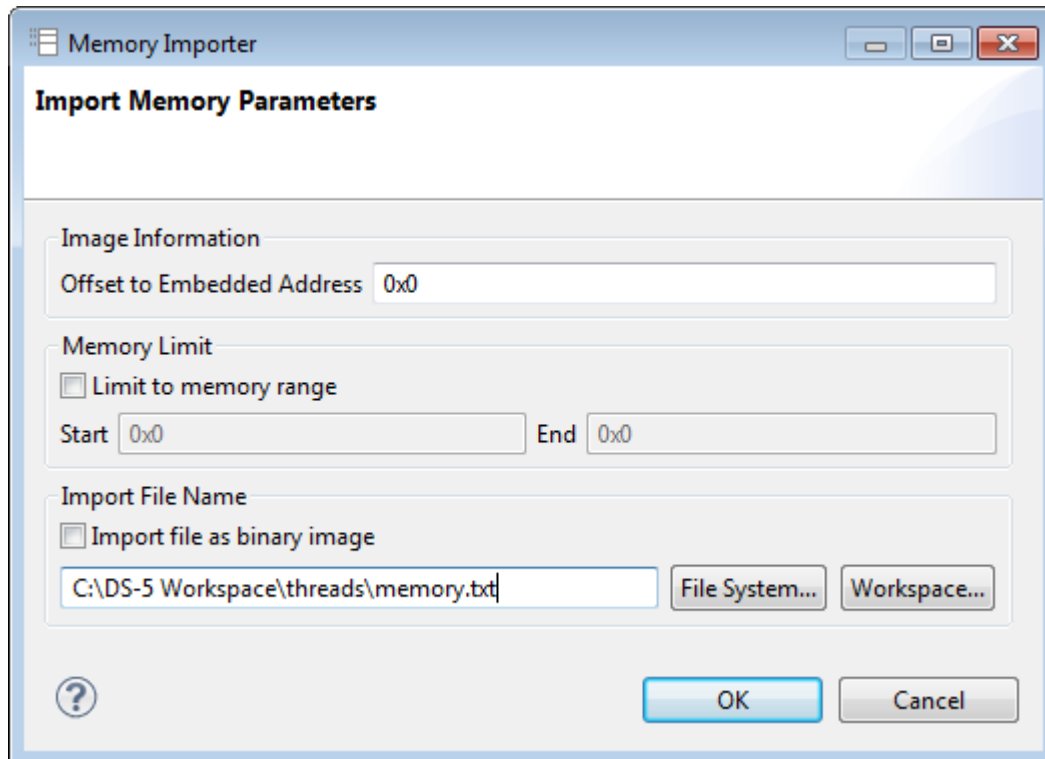 Memory Importer
Import Memory Parameters
Image Information
Offset to Embedded Address 0x0
Memory Limit
Limit to memory range
Start 0x0 End 0x0
Import File Name
Import file as binary image
C:\DS-5 Workspace\threads\memory.txt File System... Workspace...
? OK Cancel